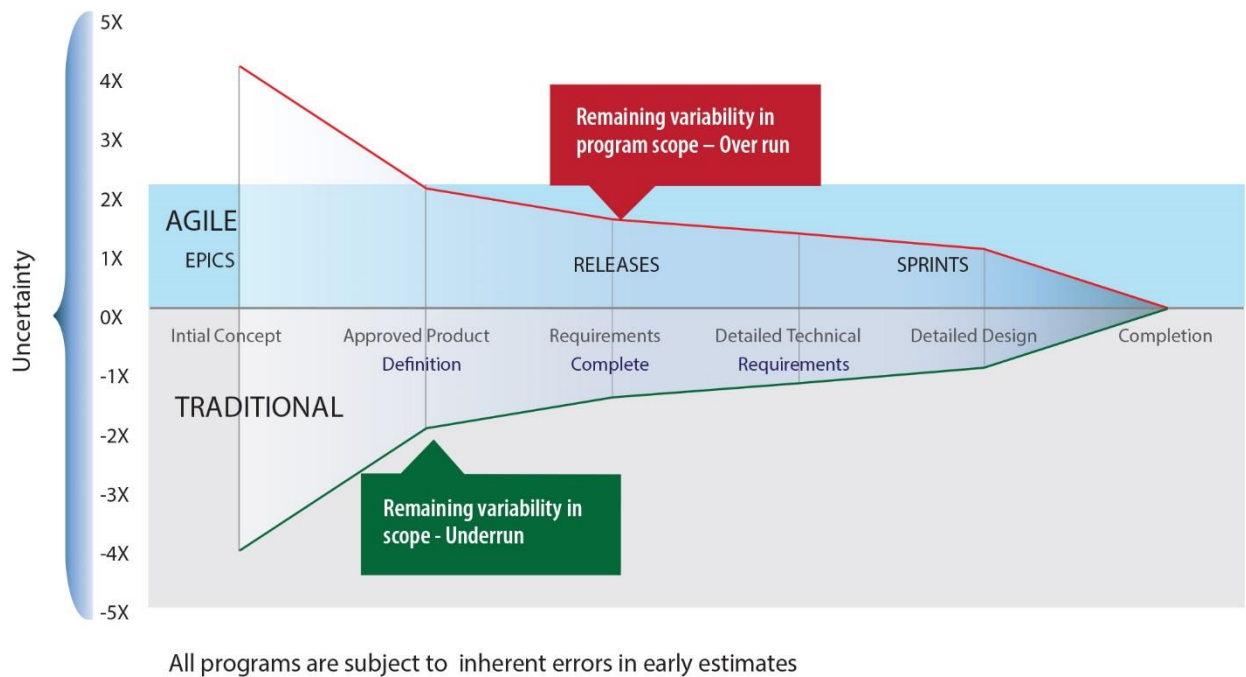 5X
4X
3X
2X
1X
0X
-1X
-2X
-3X
-4X
-5X
Uncertainty
Remaining variability in
program scope – Over run
AGILE
EPICS
RELEASES
SPRINTS
Intial Concept
Approved Product
Definition
Requirements
Complete
Detailed Technical
Requirements
Detailed Design
Completion
TRADITIONAL
Remaining variability in
scope - Underrun
All programs are subject to inherent errors in early estimates